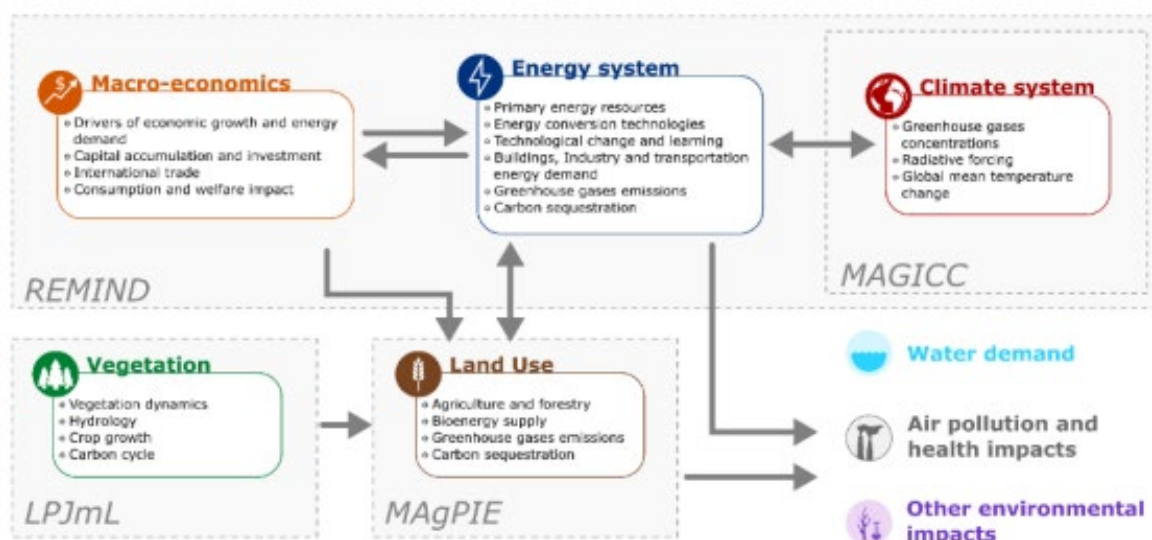 Macro-economics
Drivers of economic growth and energy
demand
Capital accumulation and investment
International trade
Consumption and welfare impact
Energy system
Primary energy resources
Energy conversion technologies
Technological change and learning
Buildings, Industry and transportation
energy demand
Greenhouse gases emissions
Carbon sequestration
Climate system
Greenhouse gases
concentrations
Radiative forcing
Global mean temperature
change
REMIND
MAGICC
Vegetation
Vegetation dynamics
Hydrology
Crop growth
Carbon cycle
LPJmL
Land Use
Agriculture and forestry
Bioenergy supply
Greenhouse gases emissions
Carbon sequestration
MAgPIE
Water demand
Air pollution and
health impacts
Other environmental
impacts